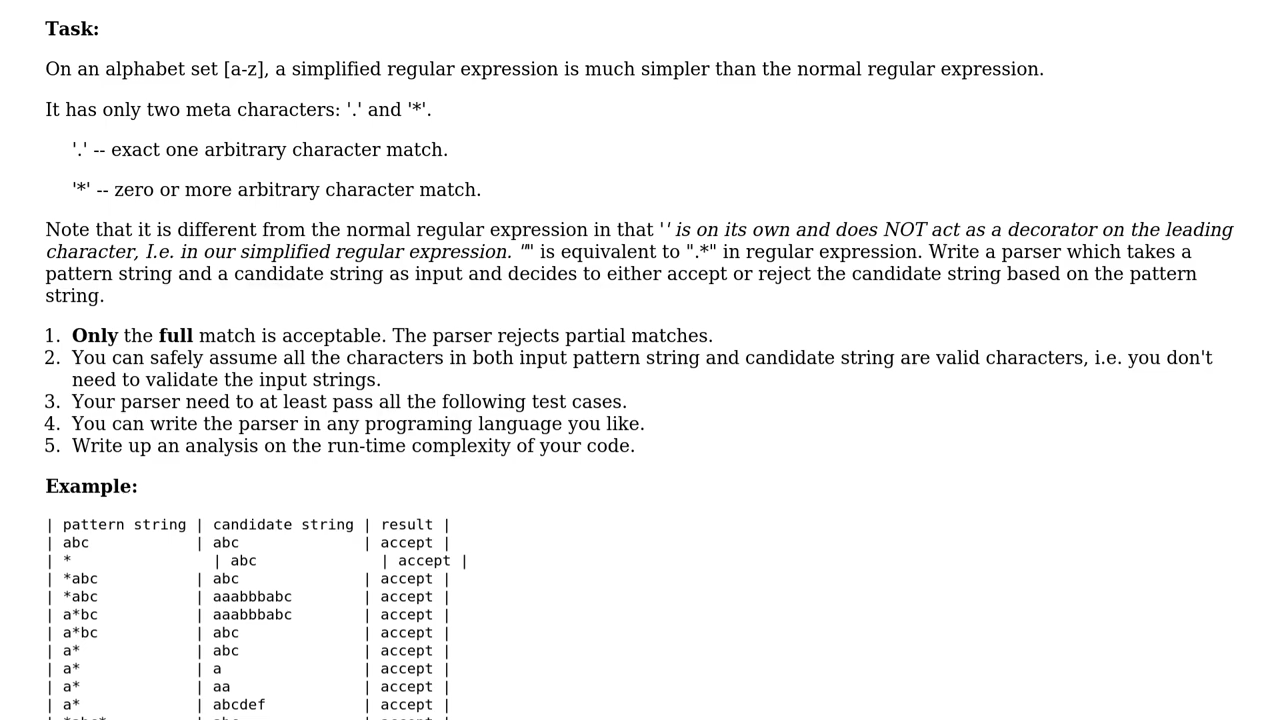 Task:
On an alphabet set [a-z], a simplified regular expression is much simpler than the normal regular expression.
It has only two meta characters: '.' and '*'.
'.' -- exact one arbitrary character match.
'*' -- zero or more arbitrary character match.
Note that it is different from the normal regular expression in that '' is on its own and does NOT act as a decorator on the leading
character, I.e. in our simplified regular expression. "" is equivalent to ".*" in regular expression. Write a parser which takes a
pattern string and a candidate string as input and decides to either accept or reject the candidate string based on the pattern
string.
1. Only the full match is acceptable. The parser rejects partial matches.
2. You can safely assume all the characters in both input pattern string and candidate string are valid characters, i.e. you don't
need to validate the input strings.
3. Your parser need to at least pass all the following test cases.
4. You can write the parser in any programing language you like.
5. Write up an analysis on the run-time complexity of your code.
Example:
| pattern string | candidate string | result |
| abc | abc | accept |
| * | abc | accept |
| *abc | abc | accept |
| *abc | aaabbbabc | accept |
| a*bc | aaabbbabc | accept |
| a*bc | abc | accept |
| a* | abc | accept |
| a* | a | accept |
| a* | aa | accept |
| a* | abcdef | accept |